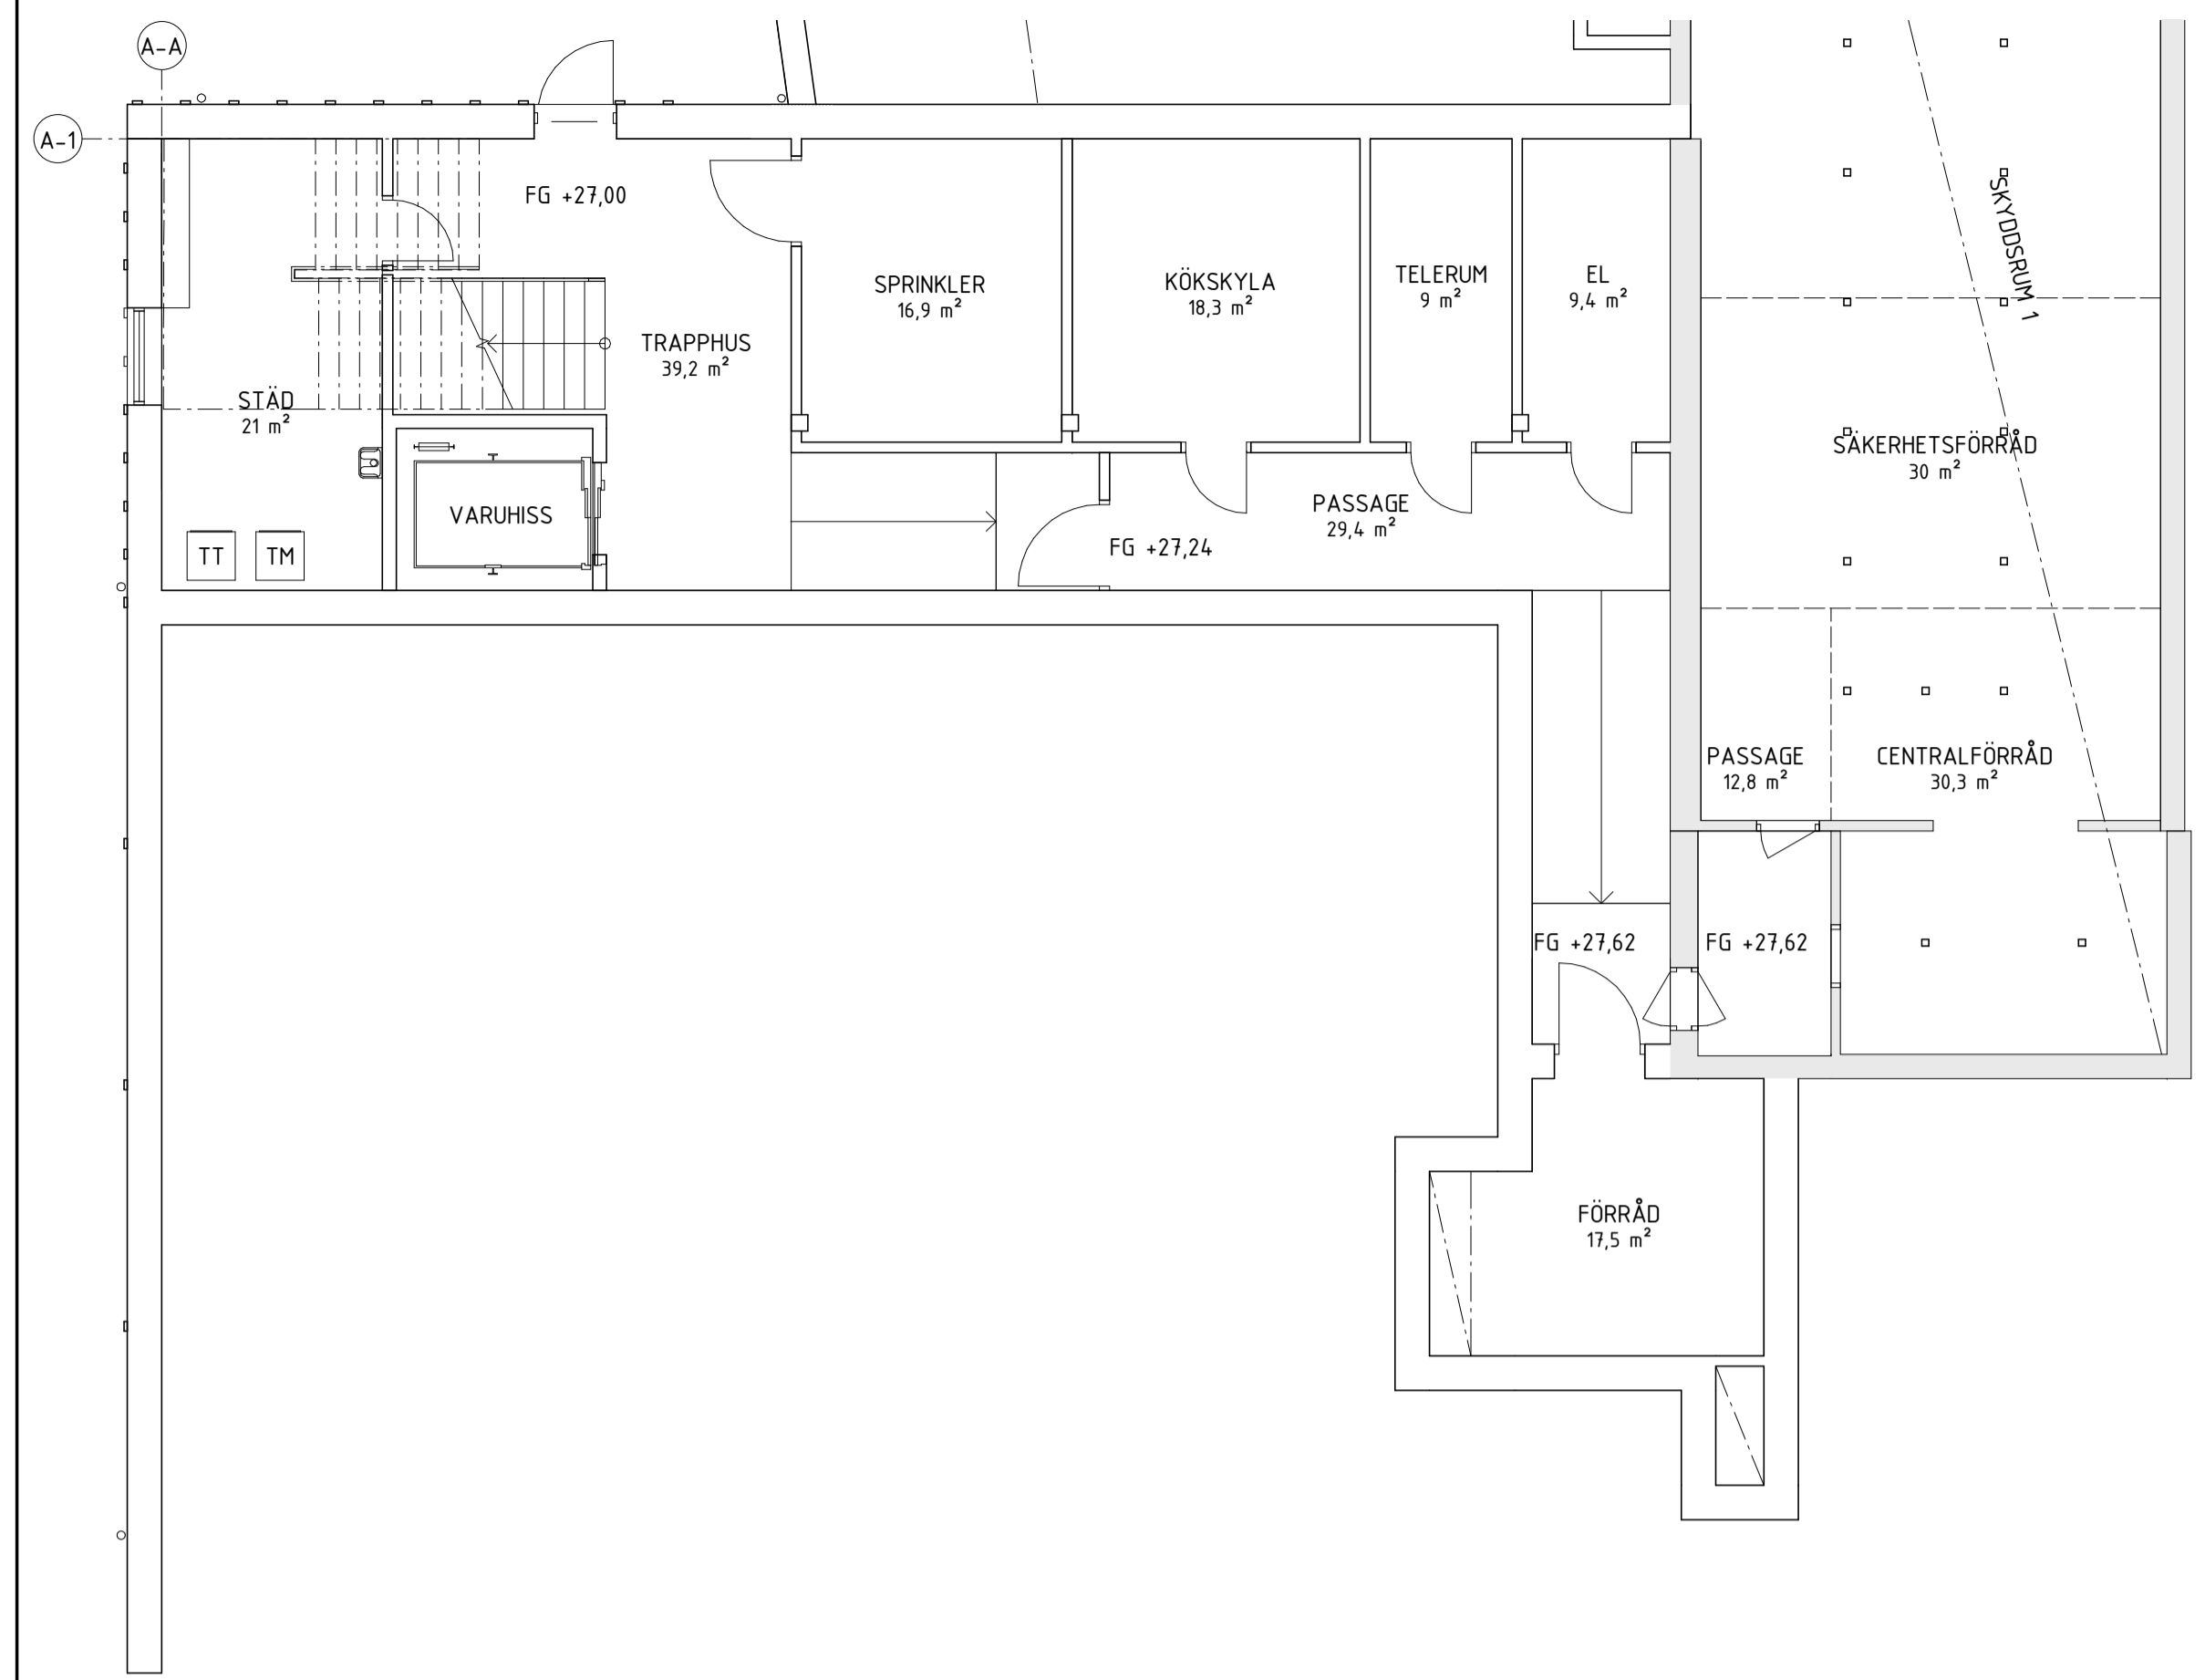 A-A
A-1
FG +27,00
SKYDDSRUM 1
SPRINKLER
16,9 m²
KÖKSKYLA
18,3 m²
TELERUM
9 m²
EL
9,4 m²
TRAPPHUS
39,2 m²
STÄD
21 m²
SÄKERHETSFÖRRÅD
30 m²
VARUHISS
PASSAGE
29,4 m²
TT
TM
FG +27,24
PASSAGE
12,8 m²
CENTRALFÖRRÅD
30,3 m²
FG +27,62
FG +27,62
FÖRRÅD
17,5 m²